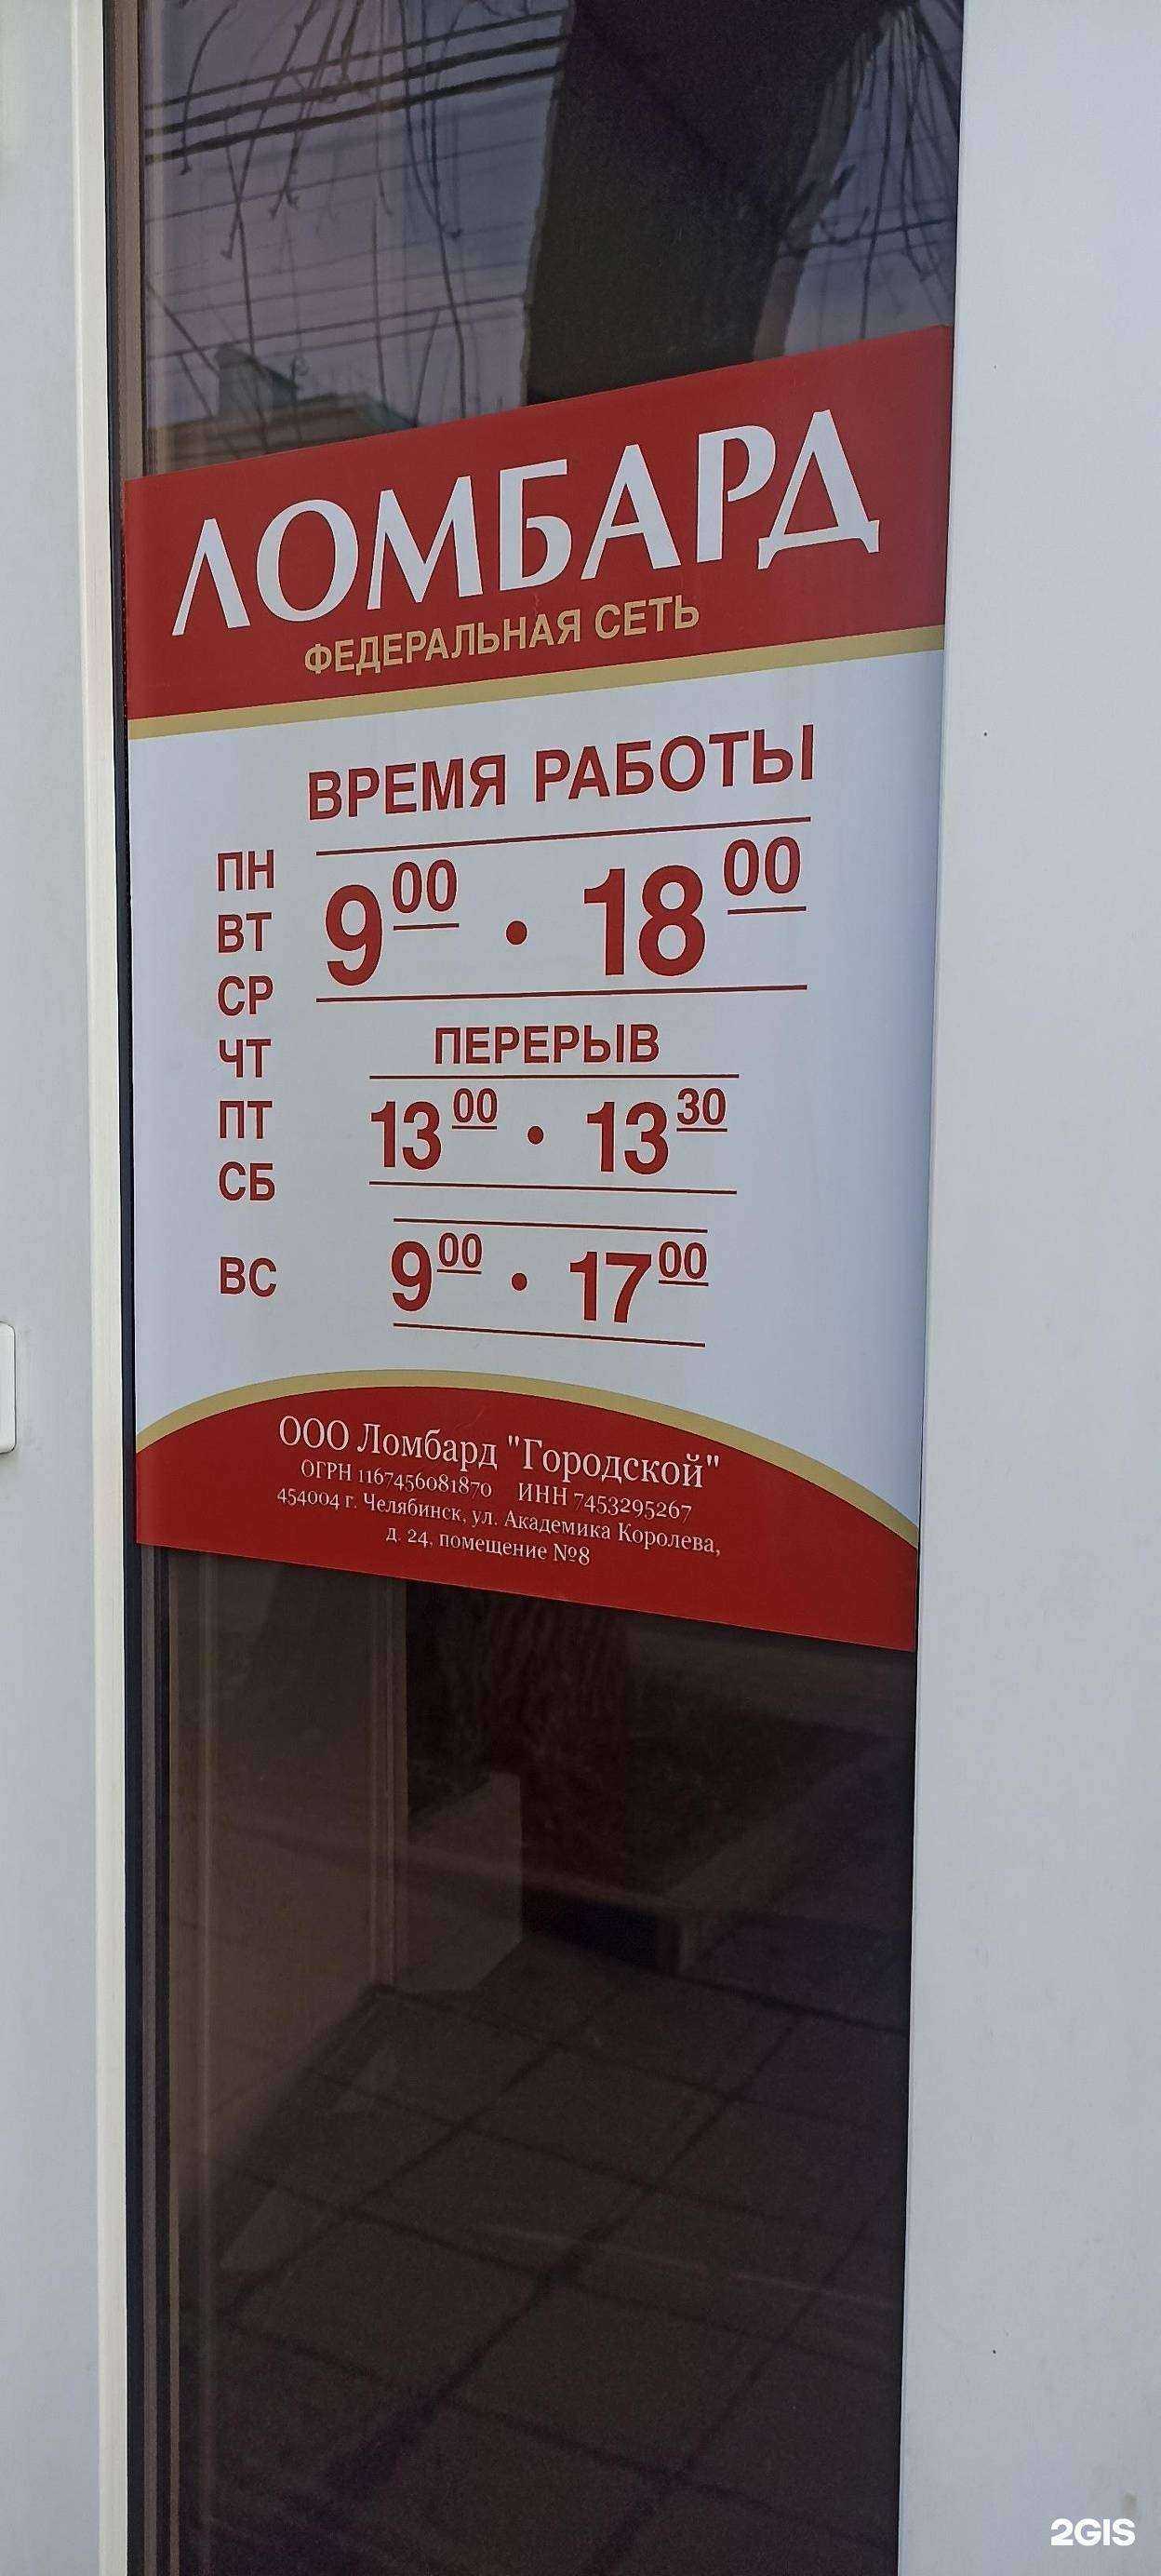 ЛОМБАРД
ФЕДЕРАЛЬНАЯ СЕТЬ
ВРЕМЯ РАБОТЫ
ПН
ВТ
СР
ЧТ
ПТ
СБ
9 00 • 18 00
ПЕРЕРЫВ
13 00 • 13 30
ВС 9 00 • 17 00
ООО Ломбард "Городской"
ОГРН 1167456081870 ИНН 7453295267
454004 г. Челябинск, ул. Академика Королева,
д. 24, помещение №8
2GIS